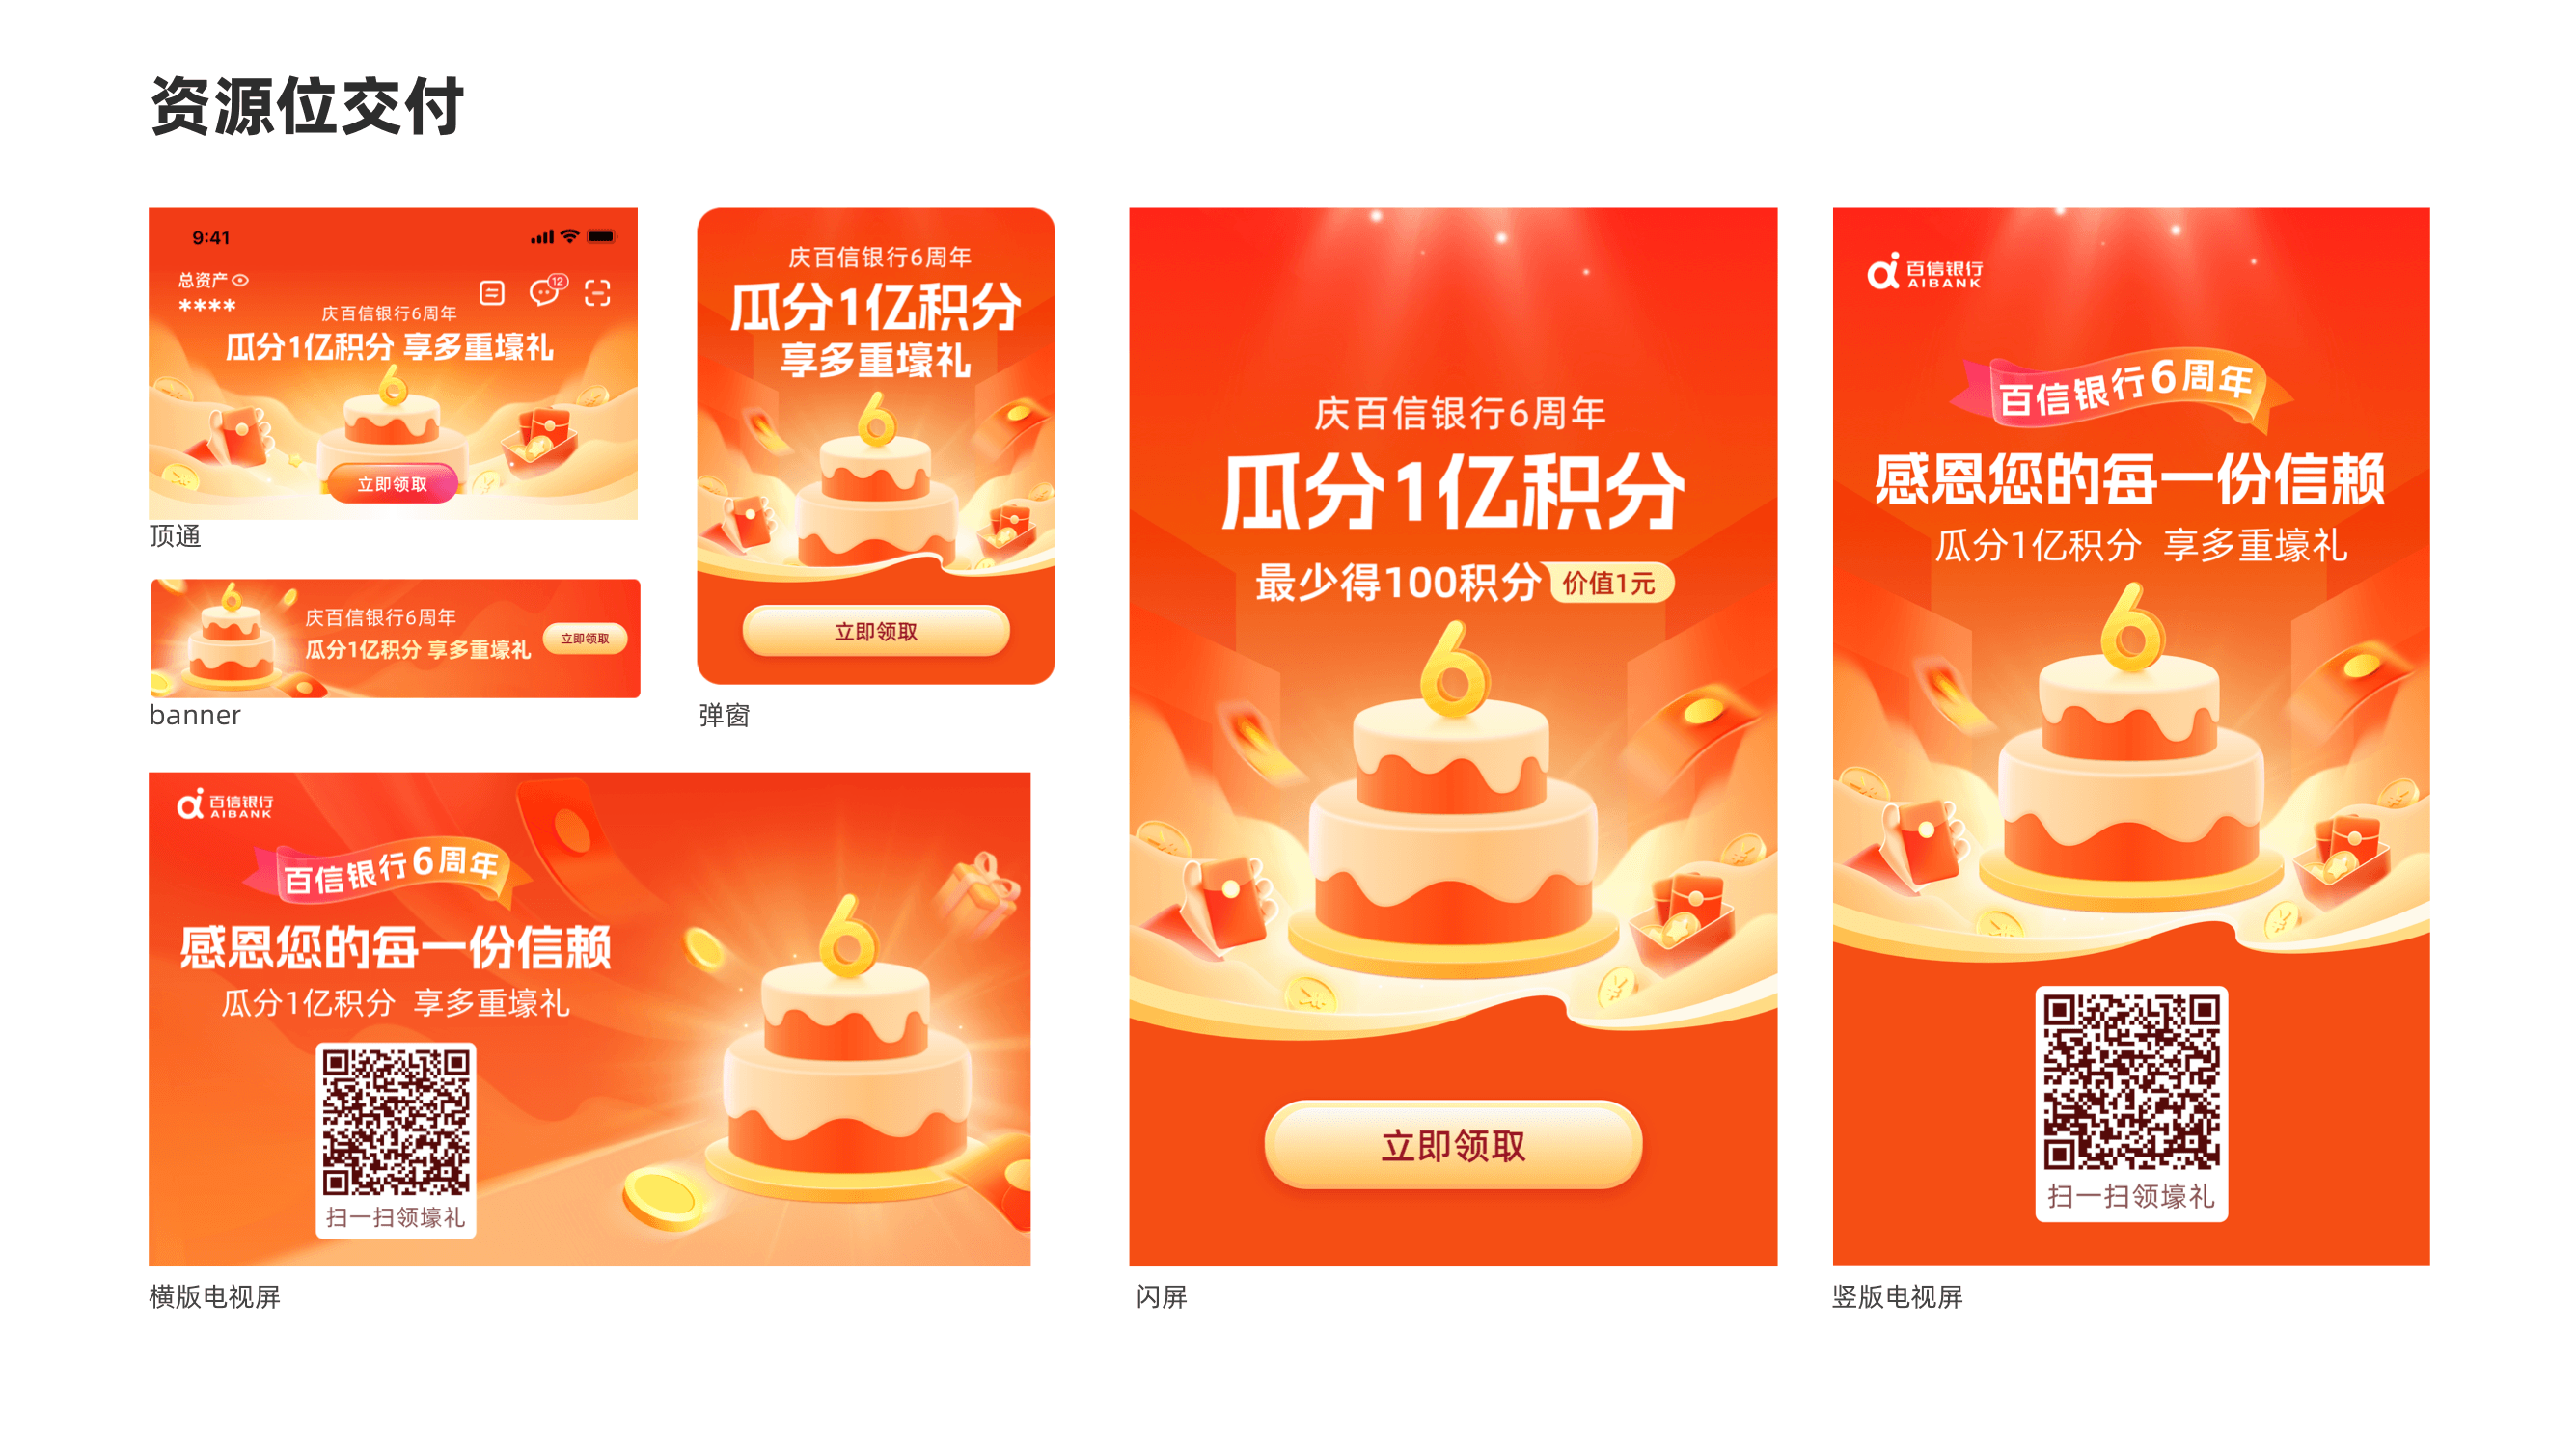 资源位交付
9:41
总资产
****
12
庆百信银行6周年
瓜分1亿积分 享多重壕礼
立即领取
顶通
庆百信银行6周年
瓜分1亿积分 享多重壕礼
立即领取
banner
庆百信银行6周年
瓜分1亿积分
享多重壕礼
立即领取
弹窗
百信银行
AIBANK
百信银行6周年
感恩您的每一份信赖
瓜分1亿积分 享多重壕礼
扫一扫领壕礼
横版电视屏
庆百信银行6周年
瓜分1亿积分
最少得100积分 价值1元
立即领取
闪屏
百信银行
AIBANK
百信银行6周年
感恩您的每一份信赖
瓜分1亿积分 享多重壕礼
扫一扫领壕礼
竖版电视屏